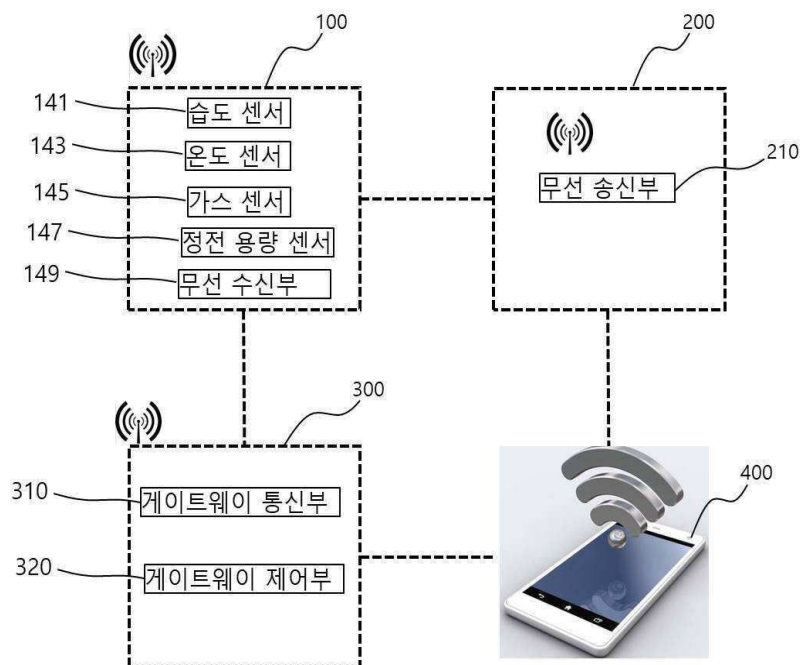 100
200
141
습도 센서
143
온도 센서
145
가스 센서
147
정전 용량 센서
149
무선 수신부
무선 송신부
210
300
310
게이트웨이 통신부
320
게이트웨이 제어부
400